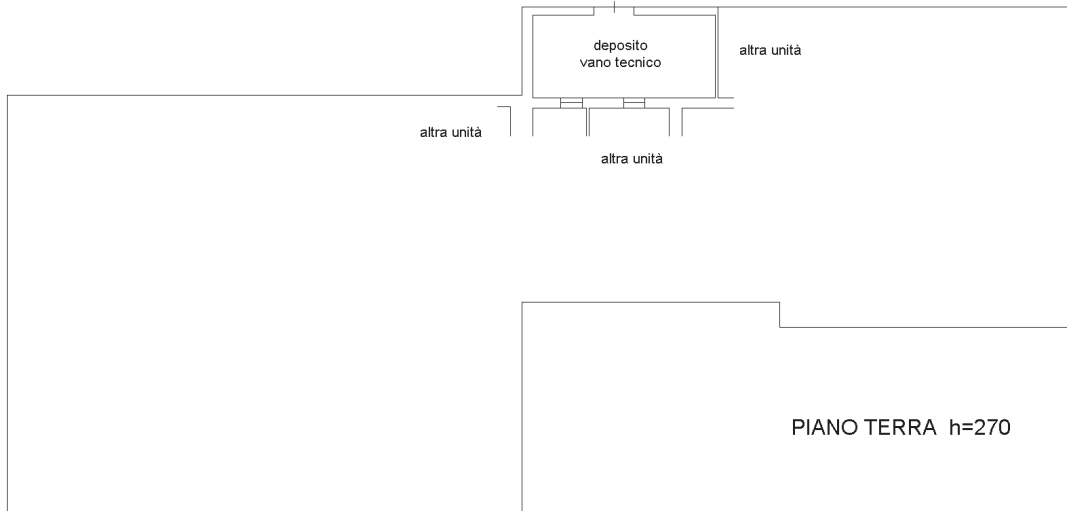 deposito
vano tecnico
altra unità
altra unità
altra unità
PIANO TERRA h=270